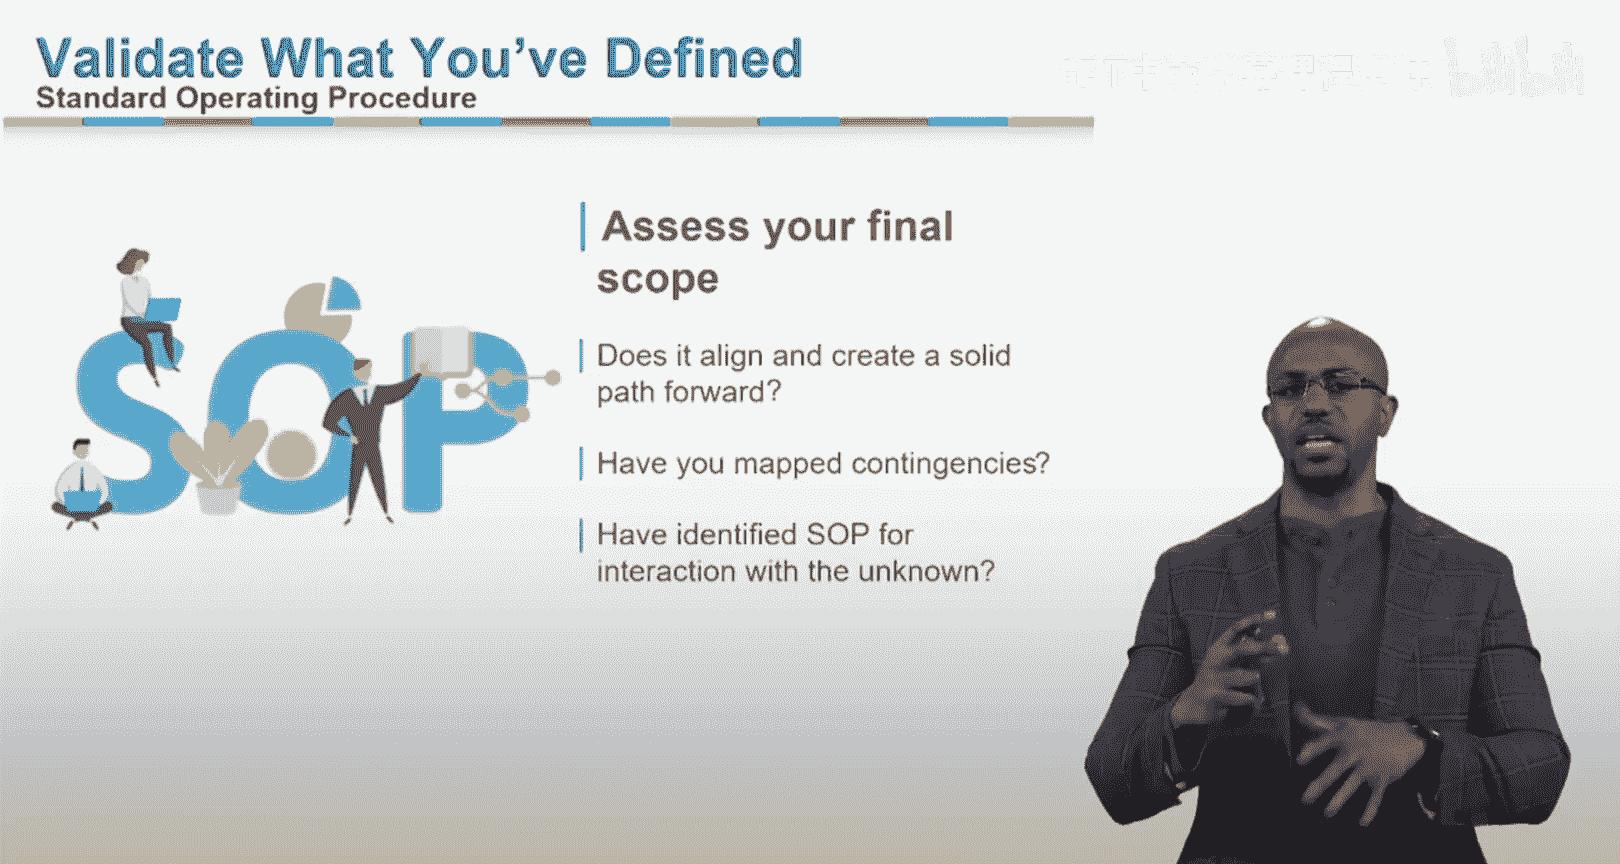 Validate What You've Defined
Standard Operating Procedure
Assess your final
scope
Does it align and create a solid
path forward?
Have you mapped contingencies?
Have identified SOP for
interaction with the unknown?
SOP
bilibili